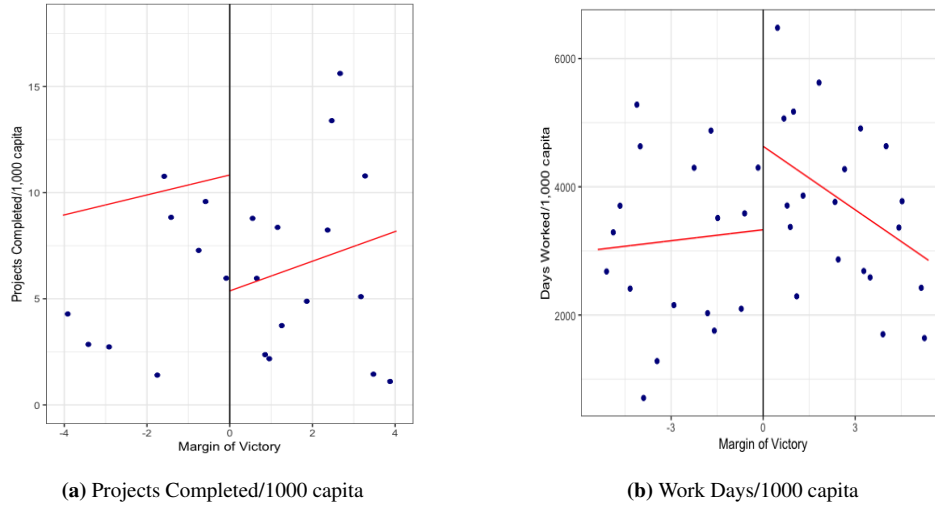 Projects Completed/1,000 capita
15
10
5
0
-4 -2 0 2 4
Margin of Victory
(a) Projects Completed/1000 capita
Days Worked/1,000 capita
6000
4000
2000
-3 0 3
Margin of Victory
(b) Work Days/1000 capita